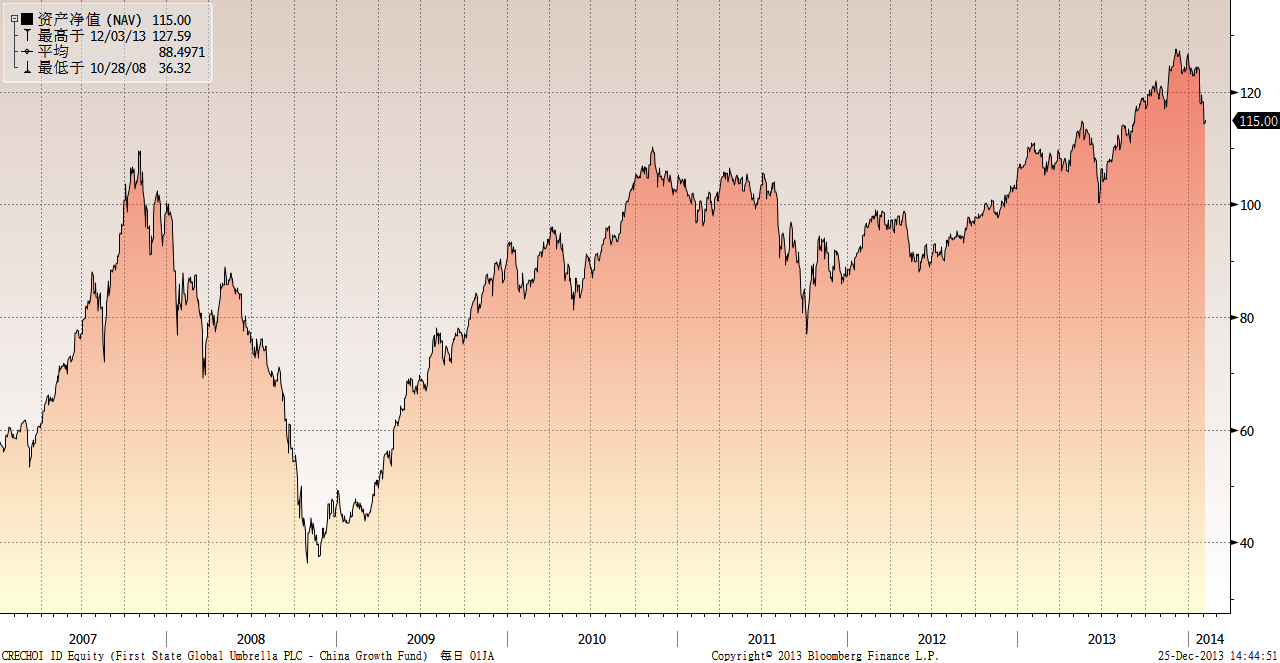 资产净值 (NAV) 115.00
最高于 12/03/13 127.59
平均 88.4971
最低于 10/28/08 36.32
120
115.00
100
80
60
40
2007 2008 2009 2010 2011 2012 2013 2014
CRECHOI ID Equity (First State Global Umbrella PLC - China Growth Fund) 每日 01JA Copyright© 2013 Bloomberg Finance L.P. 25-Dec-2013 14:44:51